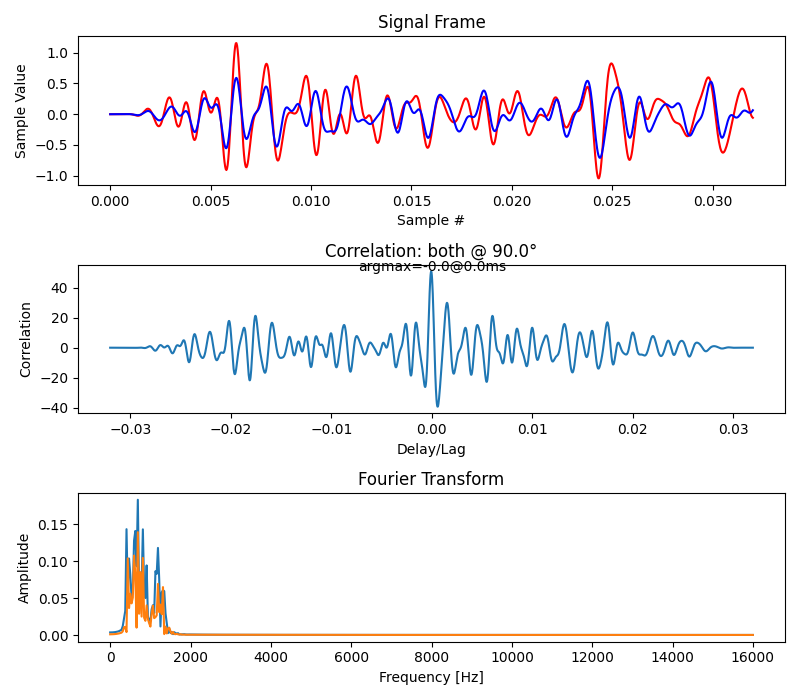 Signal Frame
Sample Value
1.0
0.5
0.0
−0.5
−1.0
0.000 0.005 0.010 0.015 0.020 0.025 0.030
Sample #
Correlation: both @ 90.0°
argmax=-0.0@0.0ms
Correlation
40
20
0
−20
−40
−0.03 −0.02 −0.01 0.00 0.01 0.02 0.03
Delay/Lag
Fourier Transform
Amplitude
0.15
0.10
0.05
0.00
0 2000 4000 6000 8000 10000 12000 14000 16000
Frequency [Hz]